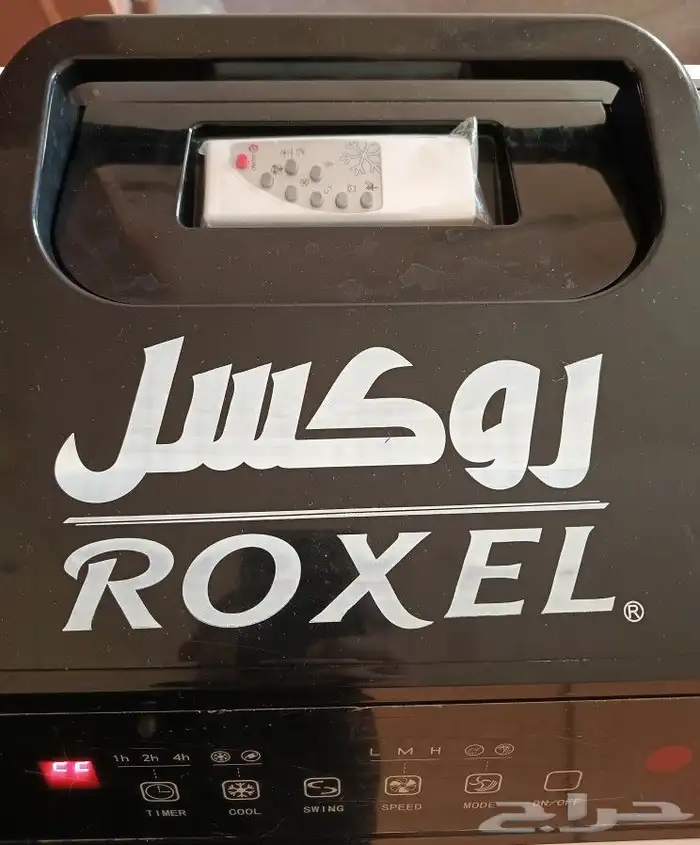 روكسل
ROXEL®
1h 2h 4h
L M H
TIMER COOL SWING SPEED MODE ON/OFF
حراج